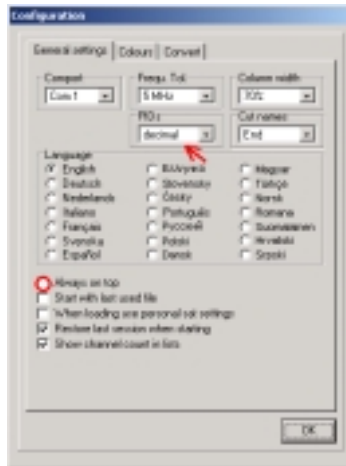 Configuration
General settings | Colours | Convert
Comport
Com 1
Frequ. Tol.
5 MHz
Column width
70%
PIDs
decimal
Cut names
End
Language
English
Deutsch
Nederlands
Italiano
Français
Svenska
Español
Ελληνικά
Slovensky
Česky
Português
Русский
Polski
Dansk
Magyar
Türkçe
Norsk
Romana
Suomalainen
Hrvatski
Srpski
Always on top
Start with last used file
When loading use personal sat settings
Restore last session when starting
Show channel count in lists
OK